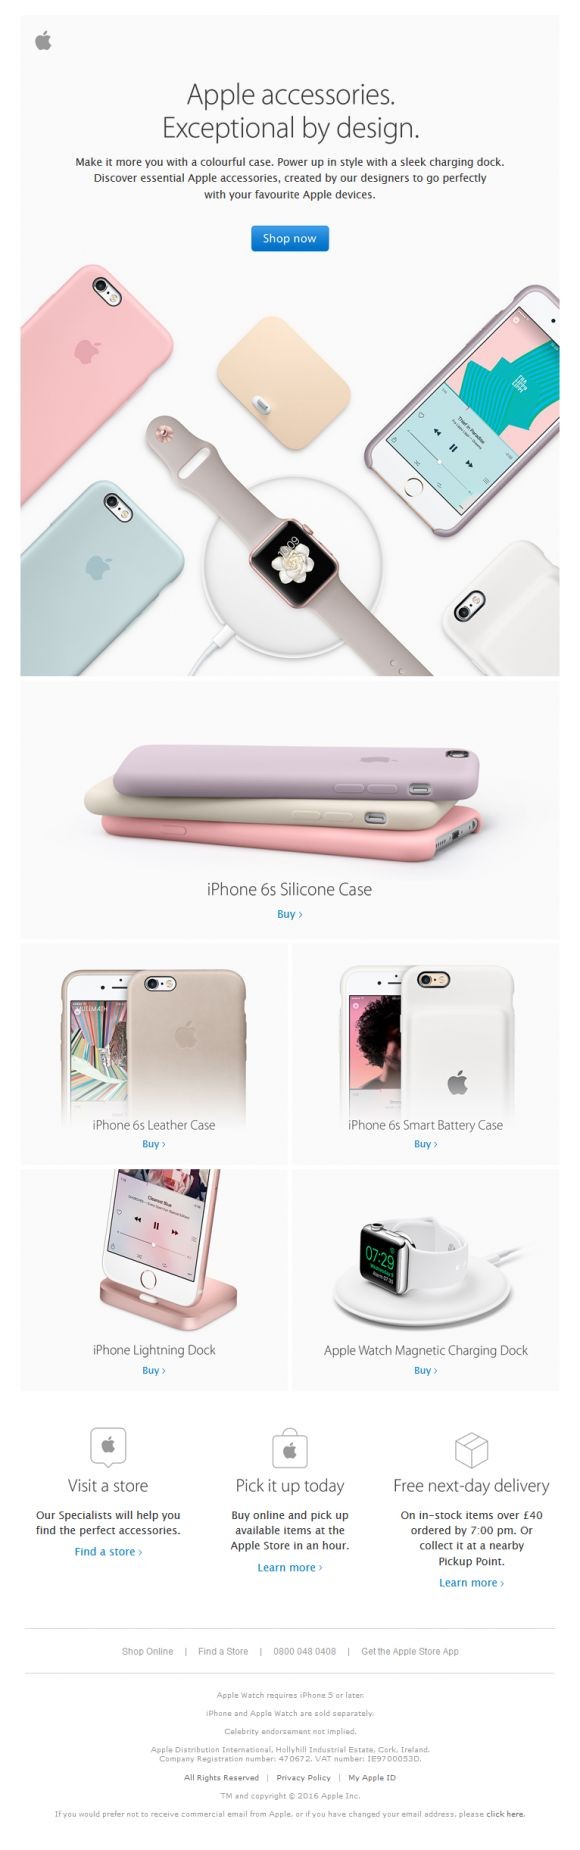 Apple accessories.
Exceptional by design.
Make it more you with a colourful case. Power up in style with a sleek charging dock.
Discover essential Apple accessories, created by our designers to go perfectly
with your favourite Apple devices.
Shop now
Thief in Paradise
10:09
iPhone 6s Silicone Case
Buy >
iPhone 6s Leather Case
Buy >
iPhone 6s Smart Battery Case
Buy >
Cleanest Blue
07:29
iPhone Lightning Dock
Buy >
Apple Watch Magnetic Charging Dock
Buy >
Visit a store
Our Specialists will help you
find the perfect accessories.
Find a store >
Pick it up today
Buy online and pick up
available items at the
Apple Store in an hour.
Learn more >
Free next-day delivery
On in-stock items over £40
ordered by 7:00 pm. Or
collect it at a nearby
Pickup Point.
Learn more >
Shop Online | Find a Store | 0800 048 0408 | Get the Apple Store App
Apple Watch requires iPhone 5 or later.
iPhone and Apple Watch are sold separately.
Celebrity endorsement not implied.
Apple Distribution International, Hollyhill Industrial Estate, Cork, Ireland.
Company Registration number: 470672. VAT number: IE9700053D.
All Rights Reserved | Privacy Policy | My Apple ID
TM and copyright © 2016 Apple Inc.
If you would prefer not to receive commercial email from Apple, or if you have changed your email address, please click here.